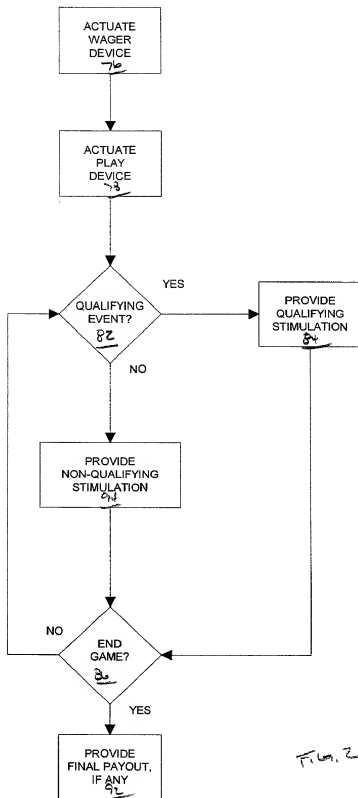 ACTUATE
WAGER
DEVICE
76
ACTUATE
PLAY
DEVICE
78
QUALIFYING
EVENT?
82
YES
PROVIDE
QUALIFYING
STIMULATION
84
NO
PROVIDE
NON-QUALIFYING
STIMULATION
NO
END
GAME?
YES
PROVIDE
FINAL PAYOUT,
IF ANY
92
FIG. 2